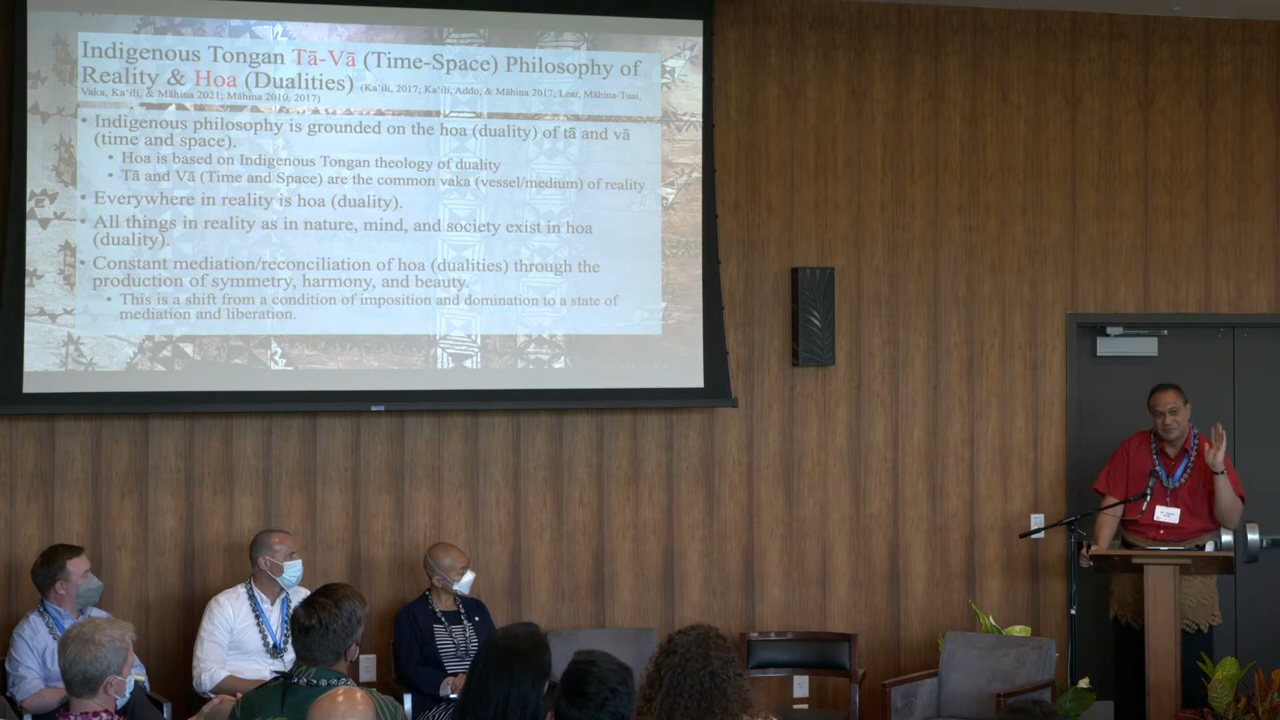 Indigenous Tongan Tā-Vā (Time-Space) Philosophy of
Reality & Hoa (Dualities) (Ka‘ili, 2017; Ka‘ili, Addo, & Māhina 2017; Lear, Māhina-Tuai,
Vaka, Ka‘ili, & Māhina 2021; Māhina 2010, 2017)
• Indigenous philosophy is grounded on the hoa (duality) of tā and vā
(time and space).
• Hoa is based on Indigenous Tongan theology of duality
• Tā and Vā (Time and Space) are the common vaka (vessel/medium) of reality
• Everywhere in reality is hoa (duality).
• All things in reality as in nature, mind, and society exist in hoa
(duality).
• Constant mediation/reconciliation of hoa (dualities) through the
production of symmetry, harmony, and beauty.
• This is a shift from a condition of imposition and domination to a state of
mediation and liberation.